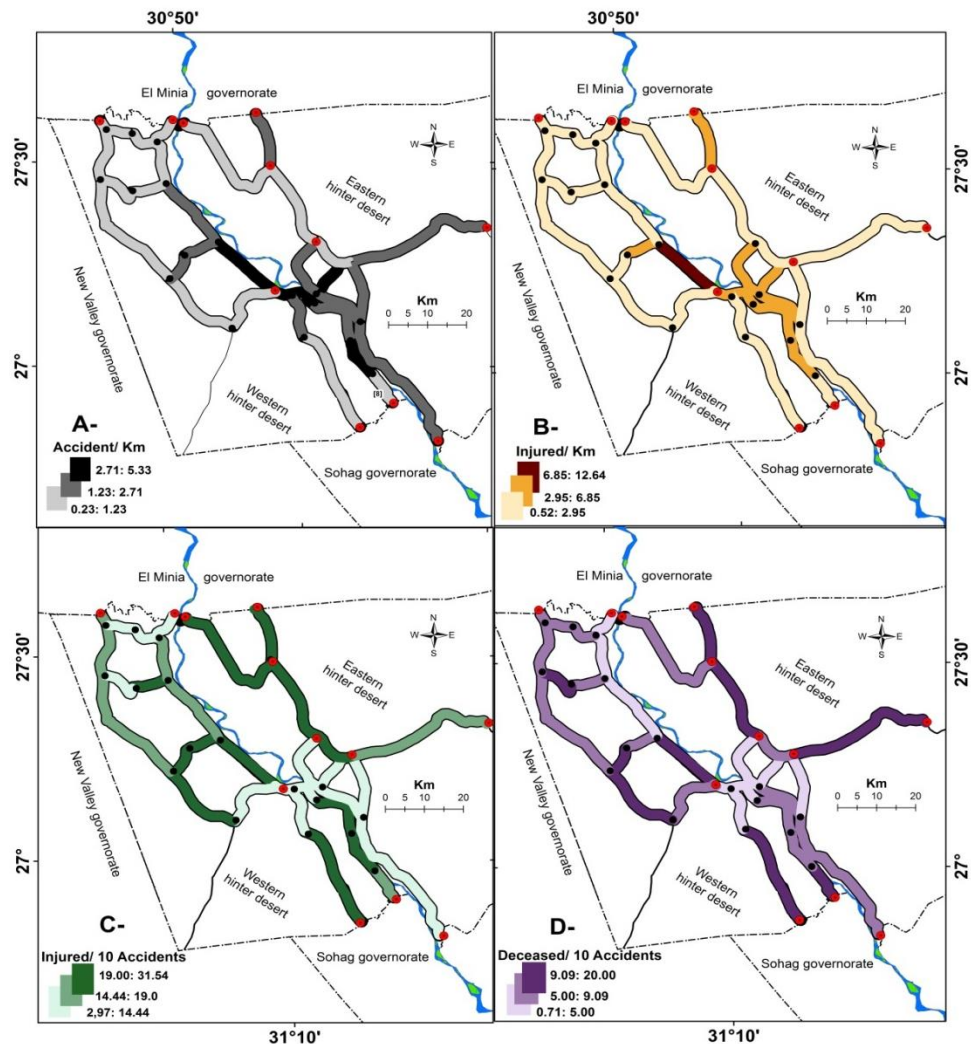 30°50'
30°50'
El Minia governorate
27°30'
N
W E
S
Eastern
hinter desert
New Valley governorate
Km
0 5 10 20
27°
[8]
Western
hinter desert
A-
Accident/ Km
2.71: 5.33
1.23: 2.71
0.23: 1.23
Sohag governorate
El Minia governorate
27°30'
N
W E
S
Eastern
hinter desert
New Valley governorate
Km
0 5 10 20
27°
Western
hinter desert
B-
Injured/ Km
6.85: 12.64
2.95: 6.85
0.52: 2.95
Sohag governorate
El Minia governorate
27°30'
N
W E
S
Eastern
hinter desert
New Valley governorate
Km
0 5 10 20
27°
Western
hinter desert
C-
Injured/ 10 Accidents
19.00: 31.54
14.44: 19.0
2,97: 14.44
Sohag governorate
31°10'
El Minia governorate
27°30'
N
W E
S
Eastern
hinter desert
New Valley governorate
Km
0 5 10 20
27°
Western
hinter desert
D-
Deceased/ 10 Accidents
9.09: 20.00
5.00: 9.09
0.71: 5.00
Sohag governorate
31°10'